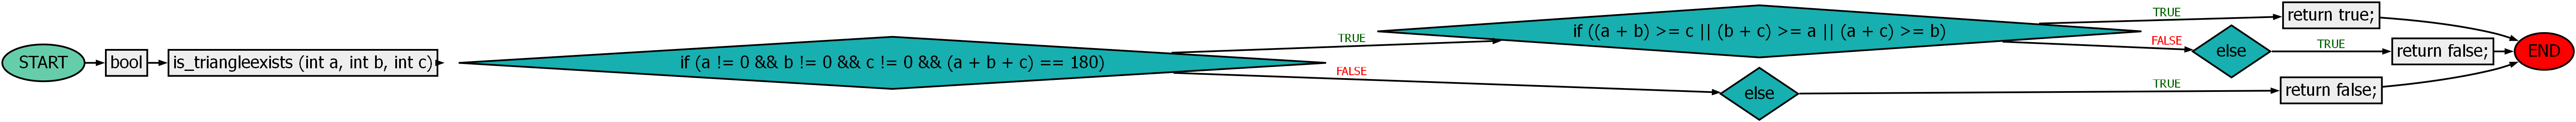 START
bool
is_triangleexists (int a, int b, int c)
if (a != 0 && b != 0 && c != 0 && (a + b + c) == 180)
TRUE
if ((a + b) >= c || (b + c) >= a || (a + c) >= b)
TRUE
return true;
FALSE
else
TRUE
return false;
FALSE
else
TRUE
return false;
END